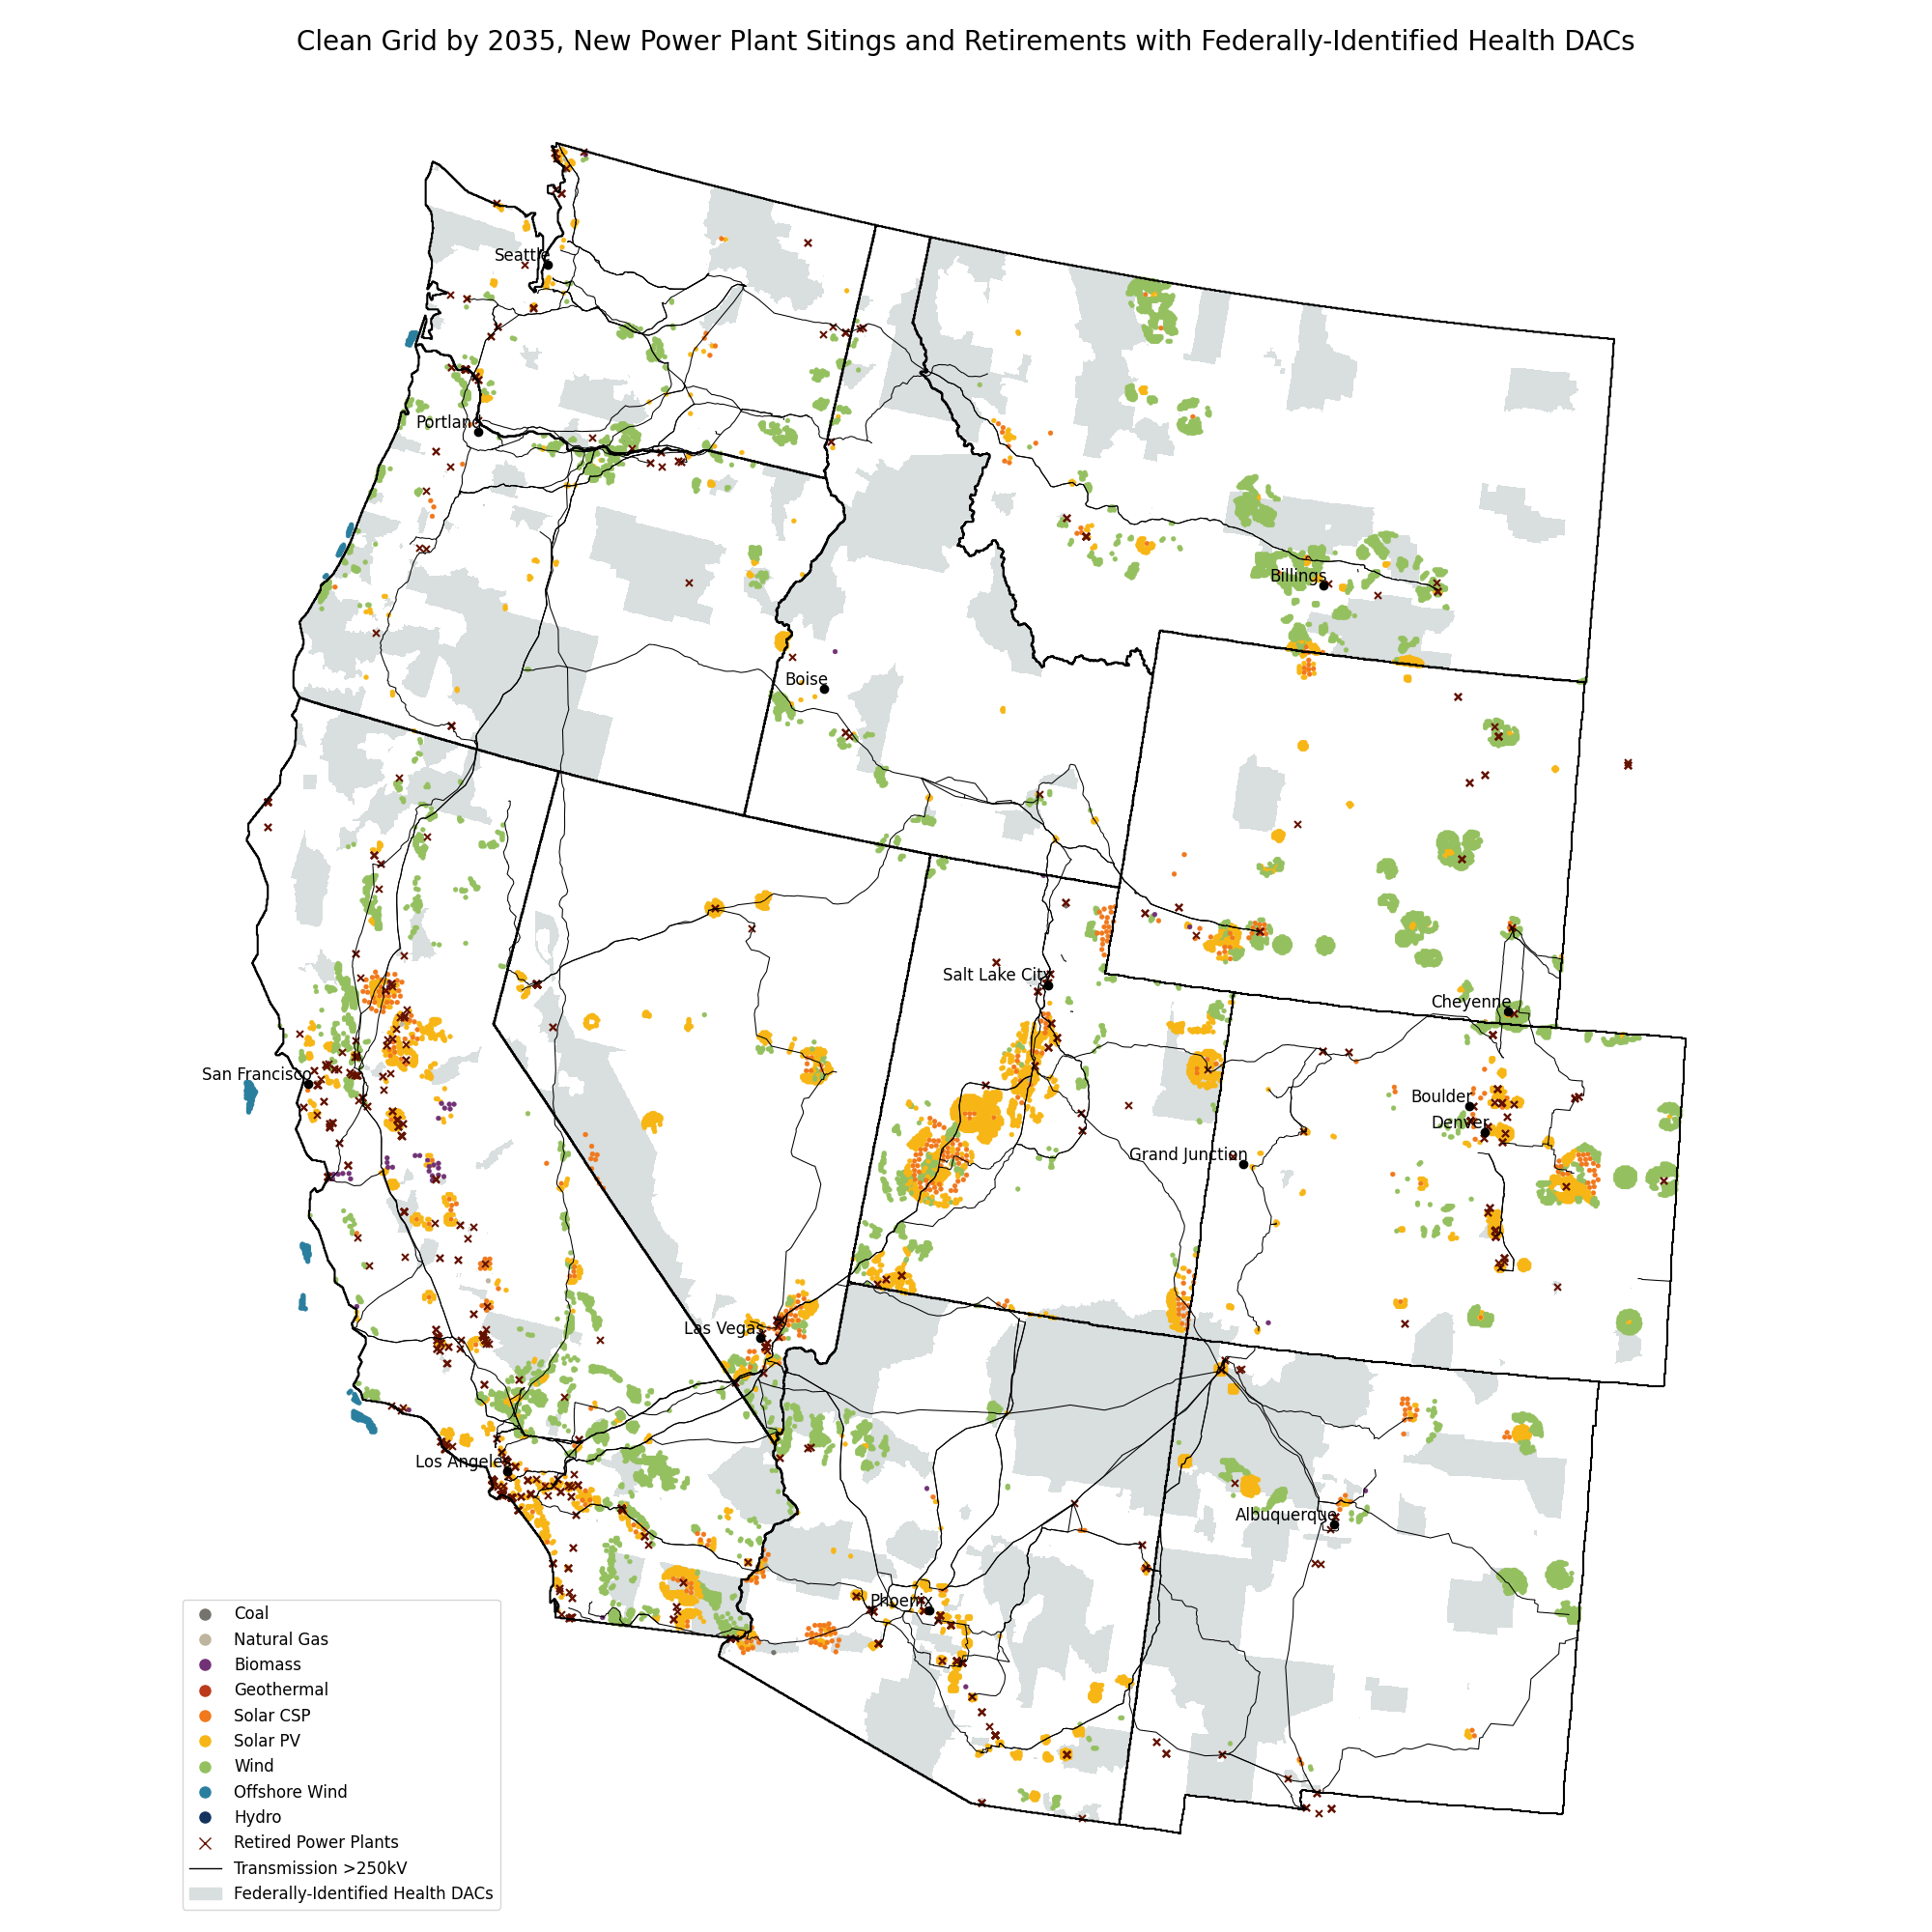 Clean Grid by 2035, New Power Plant Sitings and Retirements with Federally-Identified Health DACs
Seattle
Portland
Billings
Boise
Salt Lake City
Cheyenne
San Francisco
Boulder
Denver
Grand Junction
Las Vegas
Los Angeles
Albuquerque
Phoenix
Coal
Natural Gas
Biomass
Geothermal
Solar CSP
Solar PV
Wind
Offshore Wind
Hydro
Retired Power Plants
Transmission >250kV
Federally-Identified Health DACs